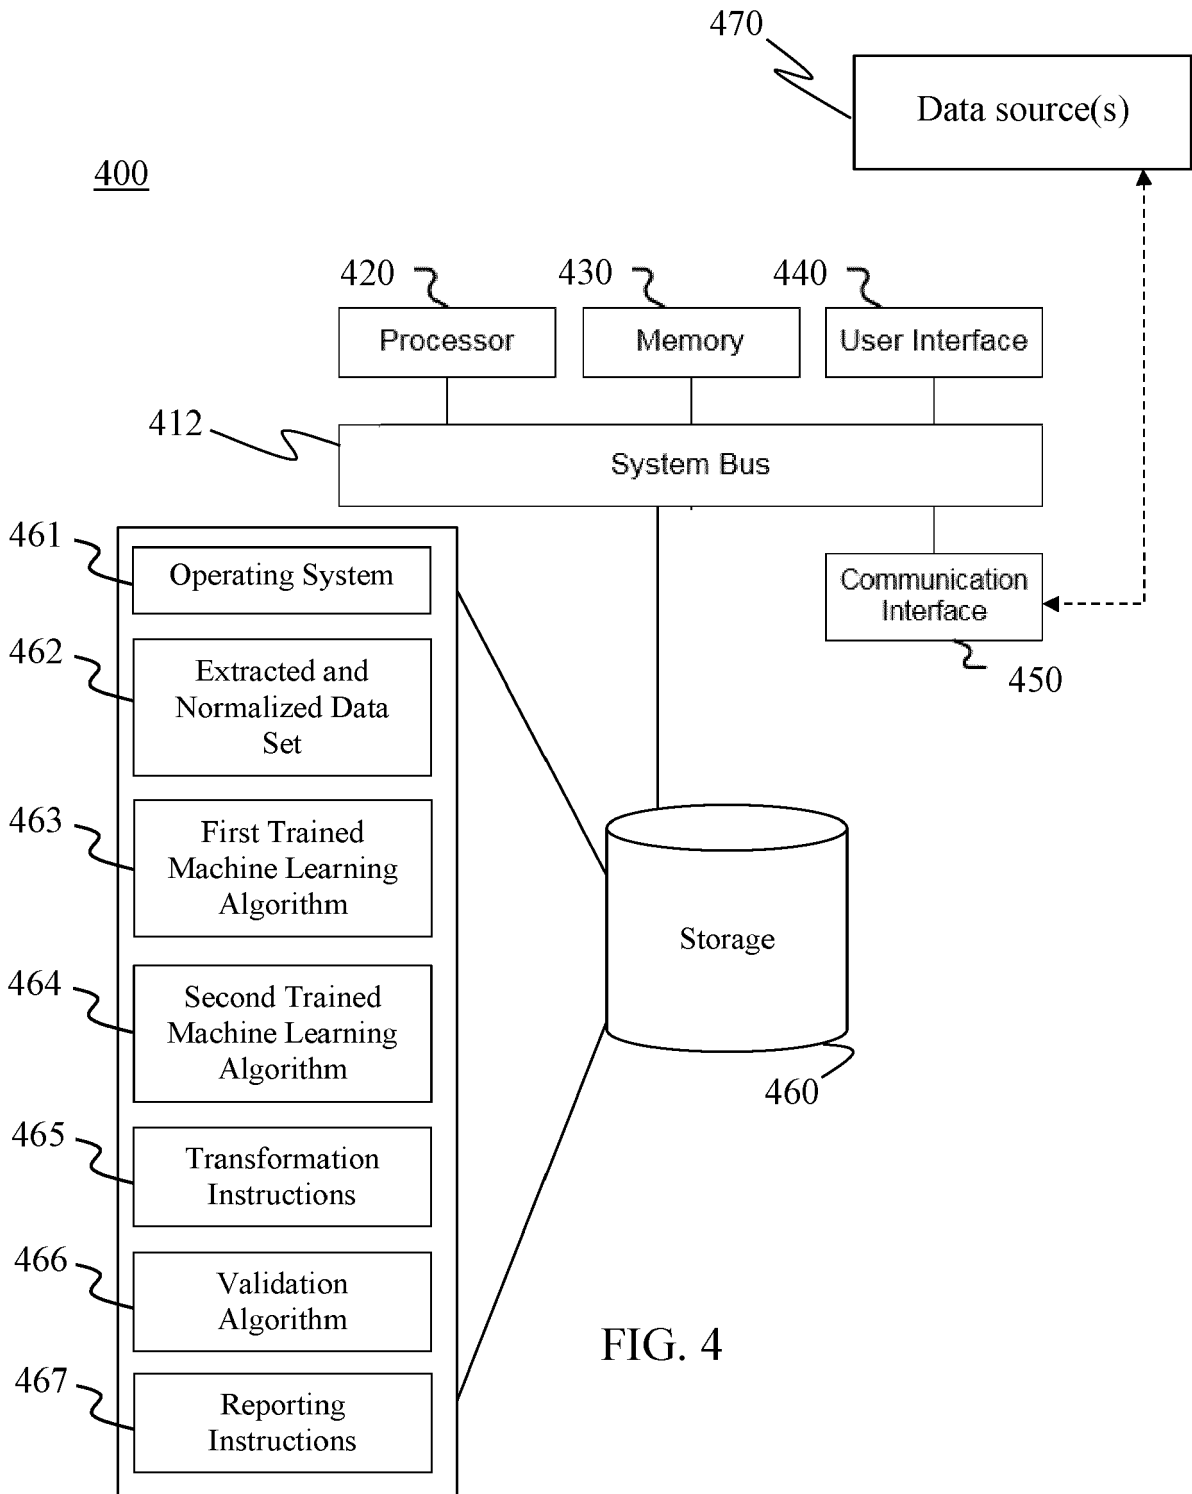 470
Data source(s)
400
420
430
440
Processor
Memory
User Interface
412
System Bus
461
Operating System
Communication
Interface
450
462
Extracted and
Normalized Data
Set
463
First Trained
Machine Learning
Algorithm
Storage
460
464
Second Trained
Machine Learning
Algorithm
465
Transformation
Instructions
466
Validation
Algorithm
FIG. 4
467
Reporting
Instructions